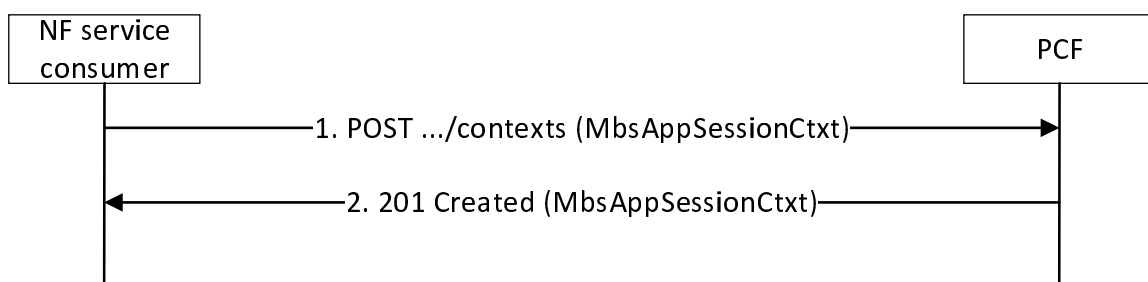 NF service
consumer
PCF
1. POST .../contexts (MbsAppSessionCtxt)
2. 201 Created (MbsAppSessionCtxt)